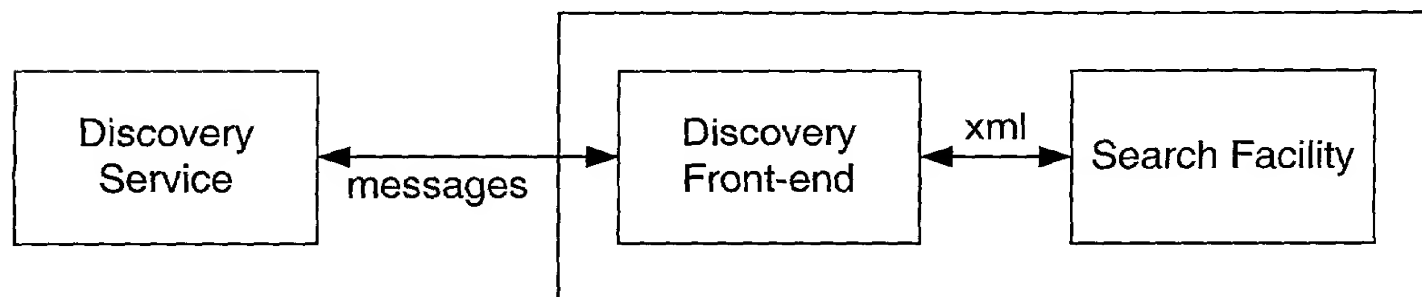 Discovery
Service
messages
Discovery
Front-end
xml
Search Facility